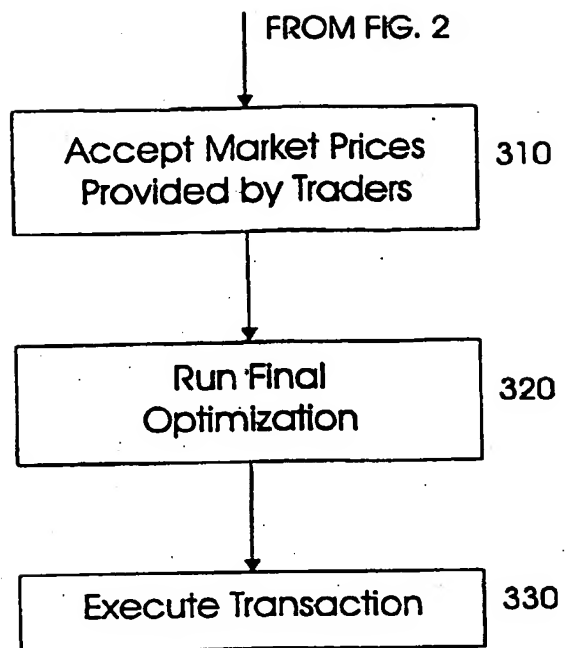 FROM FIG. 2
Accept Market Prices
Provided by Traders
310
Run Final
Optimization
320
Execute Transaction
330